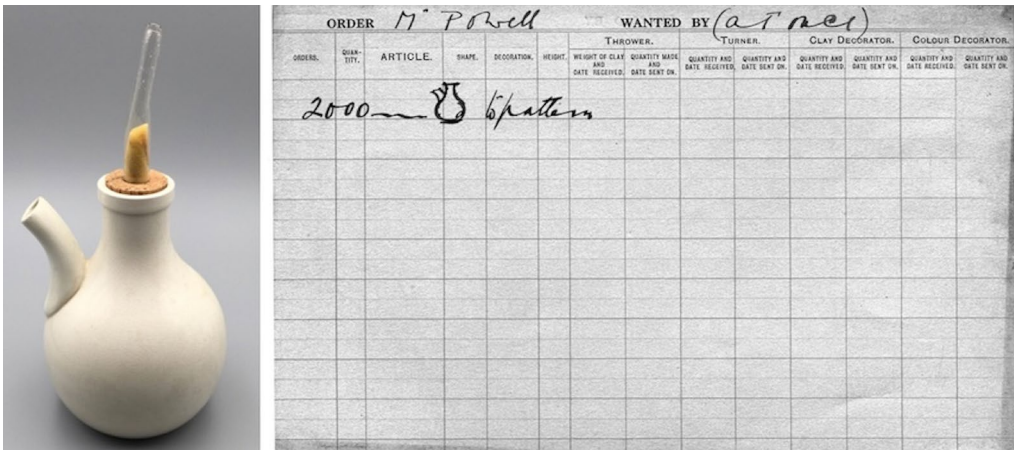 ORDER Mr Powell WANTED BY (at once)
THROWER. TURNER. CLAY DECORATOR. COLOUR DECORATOR.
ORDERS. QUAN-TITY. ARTICLE. SHAPE. DECORATION. HEIGHT. WEIGHT OF CLAY AND DATE RECEIVED. QUANTITY MADE AND DATE SENT ON. QUANTITY AND DATE RECEIVED. QUANTITY AND DATE SENT ON. QUANTITY AND DATE RECEIVED. QUANTITY AND DATE SENT ON. QUANTITY AND DATE RECEIVED. QUANTITY AND DATE SENT ON.
2000 pattern